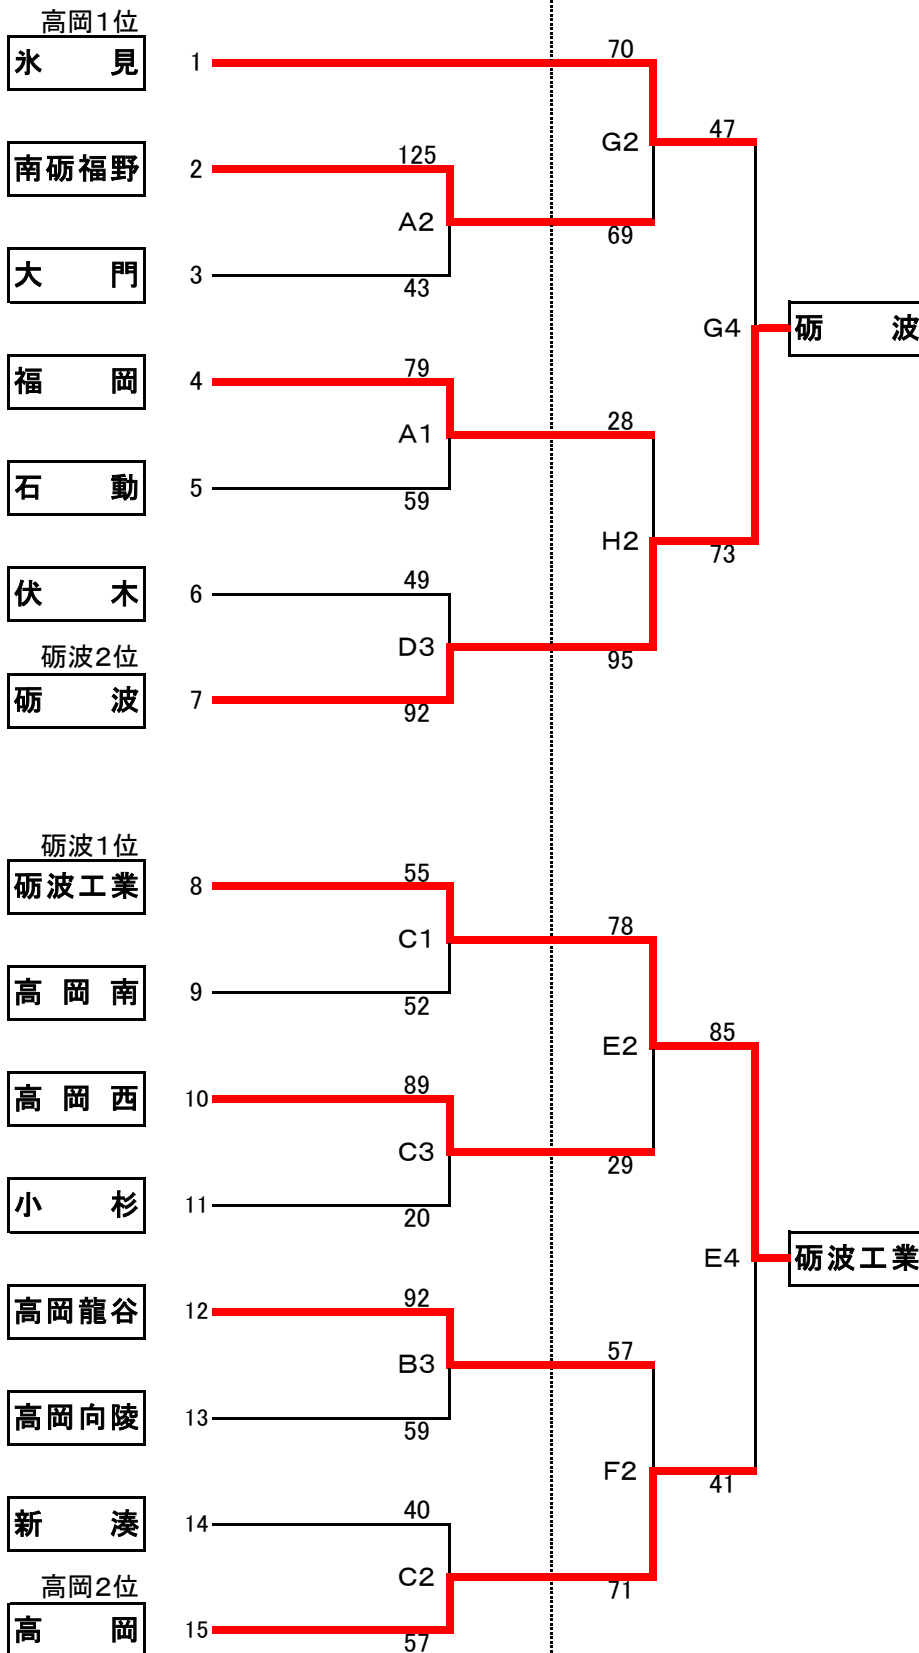 高岡1位
氷見 1 70
G2 47
南砺福野 2 125
A2 69
大門 3 43
G4 砺波
福岡 4 79
A1 28
石動 5 59
H2 73
伏木 6 49
砺波2位 D3 95
砺波 7 92
砺波1位
砺波工業 8 55
C1 78
高岡南 9 52
E2 85
高岡西 10 89
C3 29
小杉 11 20
E4 砺波工業
高岡龍谷 12 92
B3 57
高岡向陵 13 59
F2 41
新湊 14 40
高岡2位 C2 71
高岡 15 57